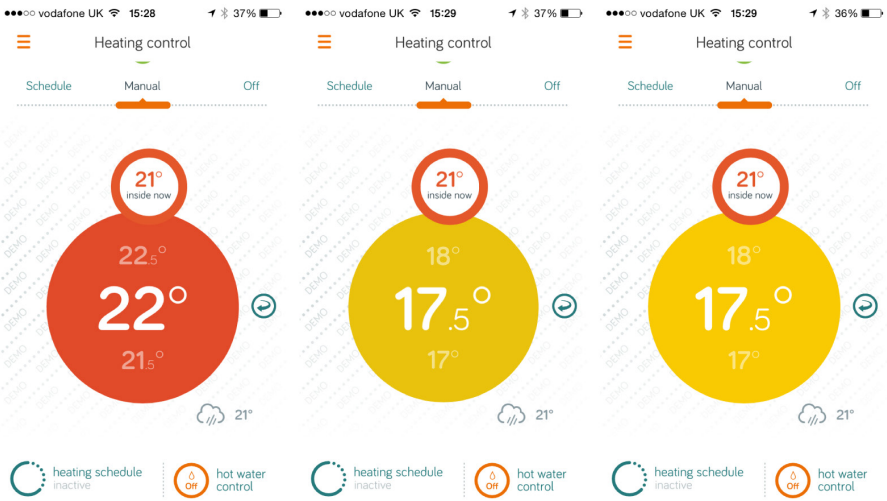 vodafone UK 15:28 37%
Heating control
Schedule Manual Off
21°
inside now
22.5°
22°
21.5°
21°
heating schedule
inactive
Off
hot water
control
vodafone UK 15:29 37%
Heating control
Schedule Manual Off
21°
inside now
18°
17.5°
17°
21°
heating schedule
inactive
Off
hot water
control
vodafone UK 15:29 36%
Heating control
Schedule Manual Off
21°
inside now
18°
17.5°
17°
21°
heating schedule
inactive
Off
hot water
control
DEMO